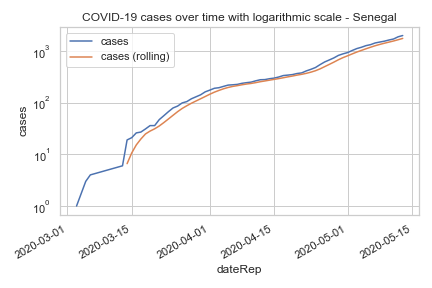 COVID-19 cases over time with logarithmic scale - Senegal
cases
cases (rolling)
10³
10²
10¹
10⁰
cases
2020-03-01
2020-03-15
2020-04-01
2020-04-15
2020-05-01
2020-05-15
dateRep